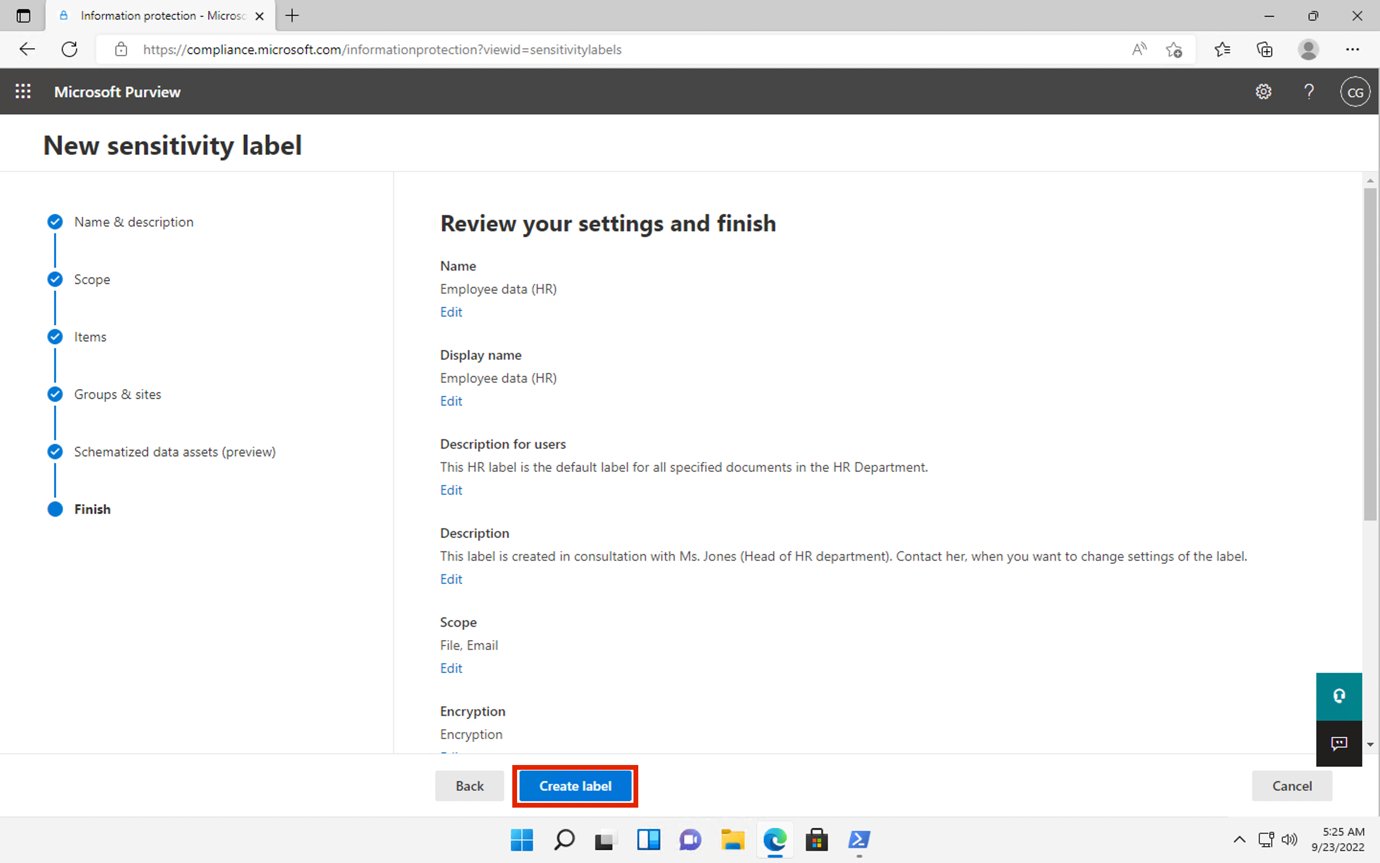 Information protection - Microsc
https://compliance.microsoft.com/informationprotection?viewid=sensitivitylabels
Microsoft Purview
CG
New sensitivity label
Name & description
Scope
Items
Groups & sites
Schematized data assets (preview)
Finish
Review your settings and finish
Name
Employee data (HR)
Edit
Display name
Employee data (HR)
Edit
Description for users
This HR label is the default label for all specified documents in the HR Department.
Edit
Description
This label is created in consultation with Ms. Jones (Head of HR department). Contact her, when you want to change settings of the label.
Edit
Scope
File, Email
Edit
Encryption
Encryption
Back
Create label
Cancel
5:25 AM
9/23/2022